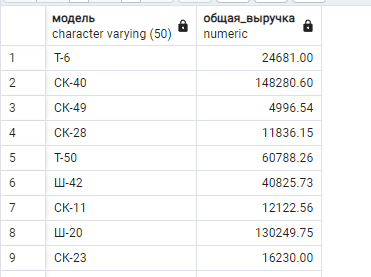 модель общая_выручка
character varying (50) numeric
1 Т-6 24681.00
2 СК-40 148280.60
3 СК-49 4996.54
4 СК-28 11836.15
5 Т-50 60788.26
6 Ш-42 40825.73
7 СК-11 12122.56
8 Ш-20 130249.75
9 СК-23 16230.00